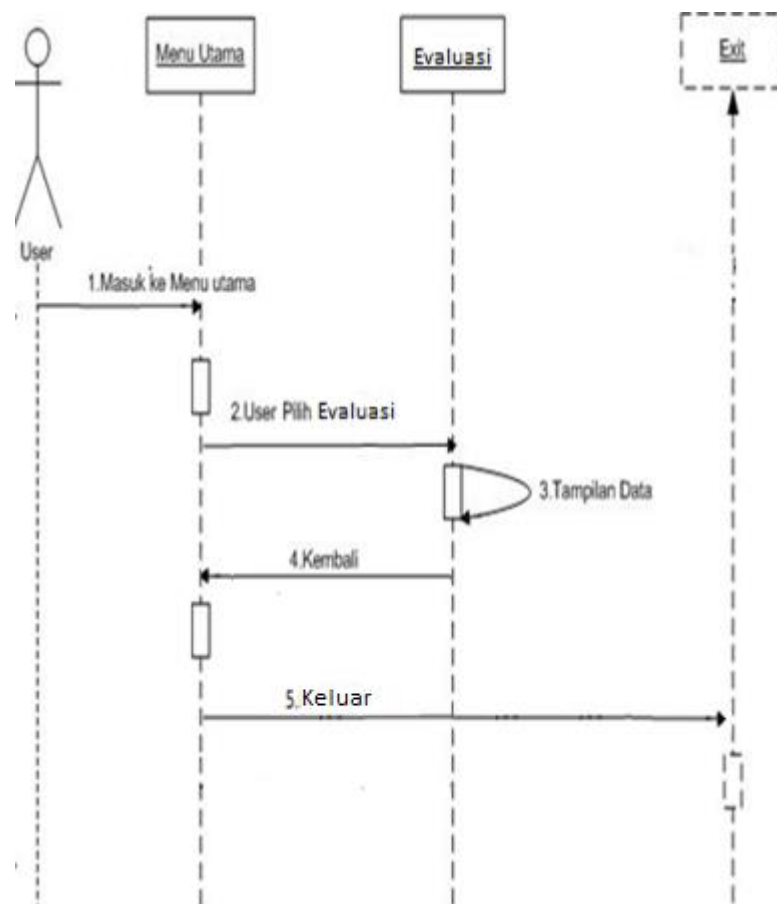 Menu Utama
Evaluasi
Exit
User
1.Masuk ke Menu utama
2.User Pilih Evaluasi
3.Tampilan Data
4.Kembali
5.Keluar